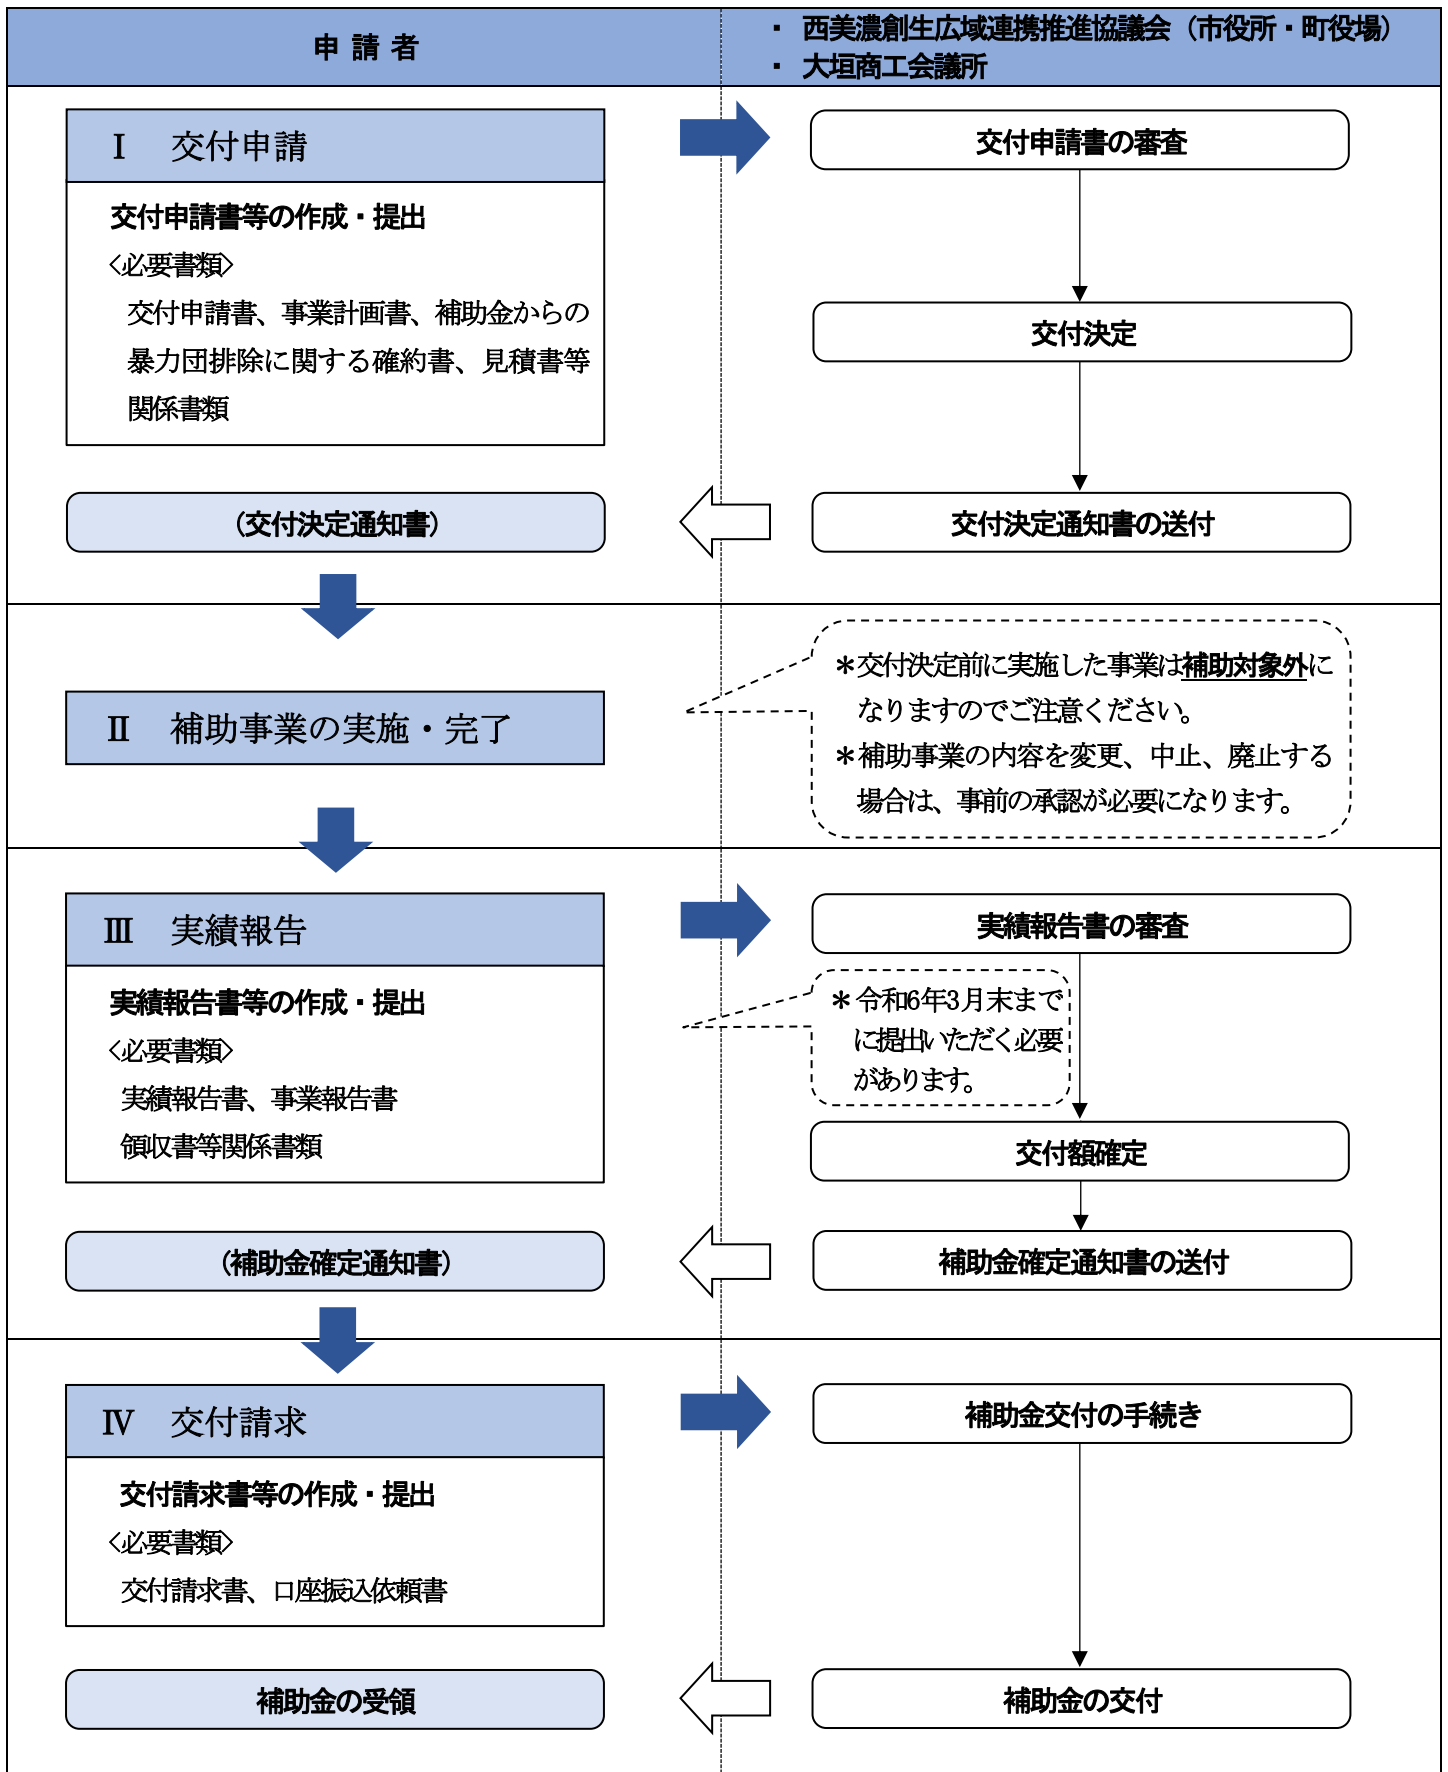 申 請 者
・ 西美濃創生広域連携推進協議会（市役所・町役場）
・ 大垣商工会議所
Ⅰ 交付申請
交付申請書等の作成・提出
<必要書類>
交付申請書、事業計画書、補助金からの
暴力団排除に関する確約書、見積書等
関係書類
交付申請書の審査
交付決定
交付決定通知書の送付
（交付決定通知書）
Ⅱ 補助事業の実施・完了
＊交付決定前に実施した事業は補助対象外に
なりますのでご注意ください。
＊補助事業の内容を変更、中止、廃止する
場合は、事前の承認が必要になります。
Ⅲ 実績報告
実績報告書等の作成・提出
<必要書類>
実績報告書、事業報告書
領収書等関係書類
実績報告書の審査
＊令和6年3月末まで
に提出いただく必要
があります。
交付額確定
補助金確定通知書の送付
（補助金確定通知書）
Ⅳ 交付請求
交付請求書等の作成・提出
<必要書類>
交付請求書、口座振込依頼書
補助金交付の手続き
補助金の交付
補助金の受領